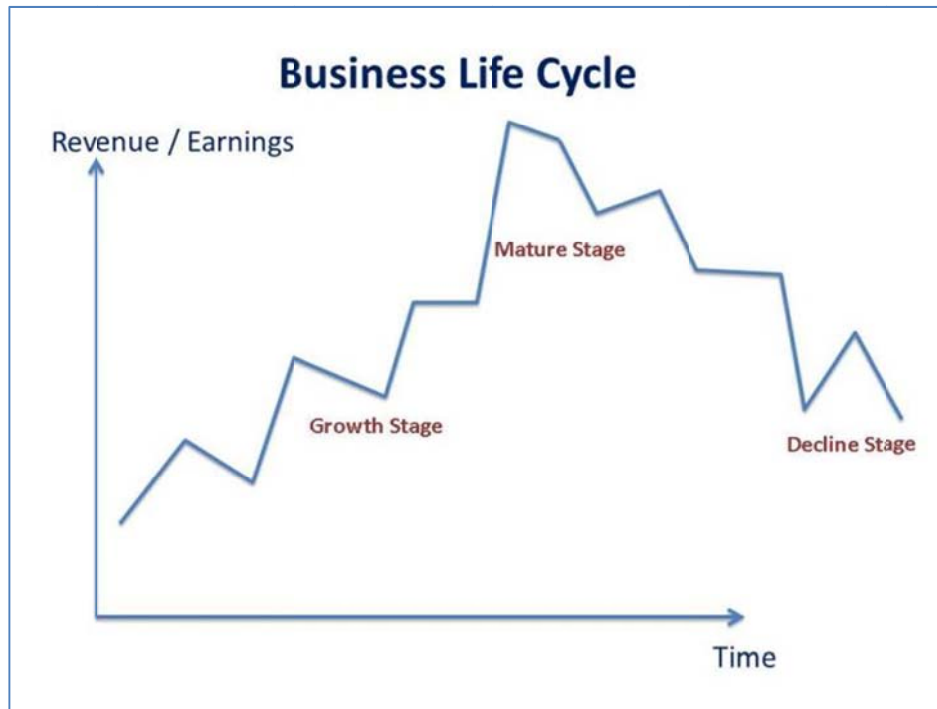 Business Life Cycle
Revenue / Earnings
Mature Stage
Growth Stage
Decline Stage
Time